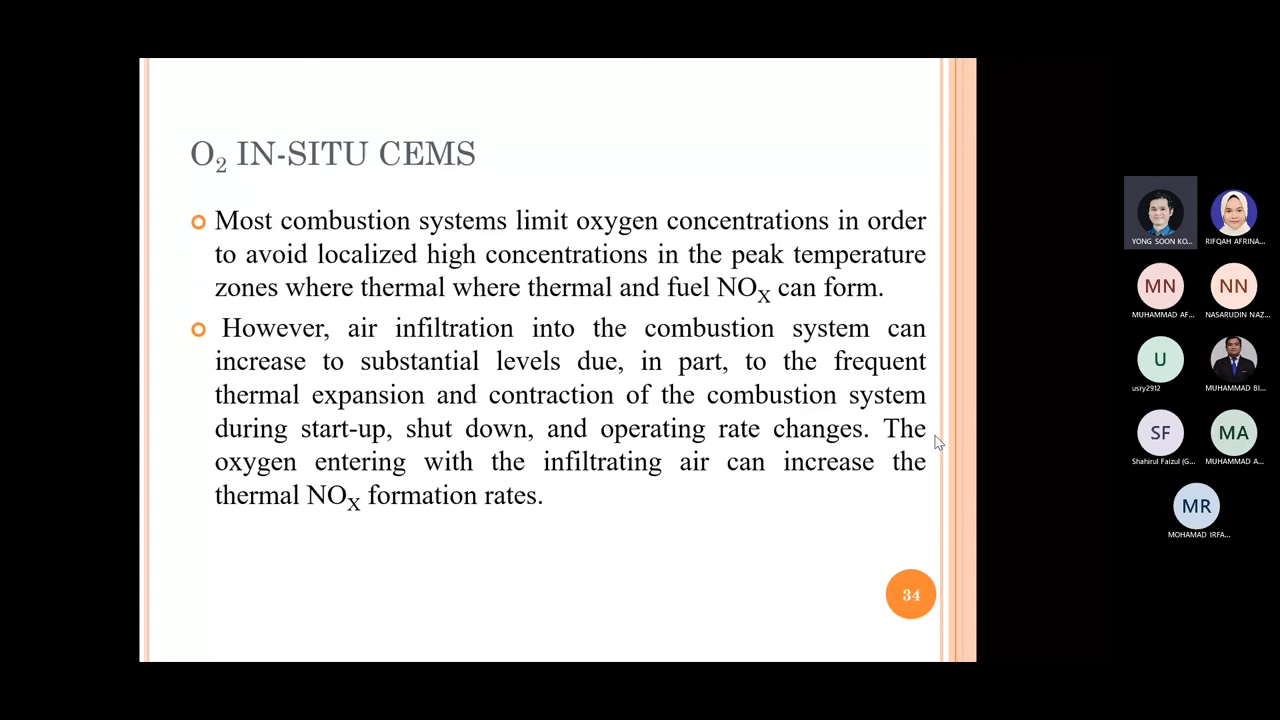 O2 IN-SITU CEMS
Most combustion systems limit oxygen concentrations in order
to avoid localized high concentrations in the peak temperature
zones where thermal where thermal and fuel NOX can form.
However, air infiltration into the combustion system can
increase to substantial levels due, in part, to the frequent
thermal expansion and contraction of the combustion system
during start-up, shut down, and operating rate changes. The
oxygen entering with the infiltrating air can increase the
thermal NOX formation rates.
34
YONG SOON KO...
RIFQAH AFRINA...
MN
NN
MUHAMMAD AF...
NASARUDIN NAZ...
U
usry2912
MUHAMMAD BI...
SF
MA
Shahirul Faizul (G...
MUHAMMAD A...
MR
MOHAMAD IRFA...